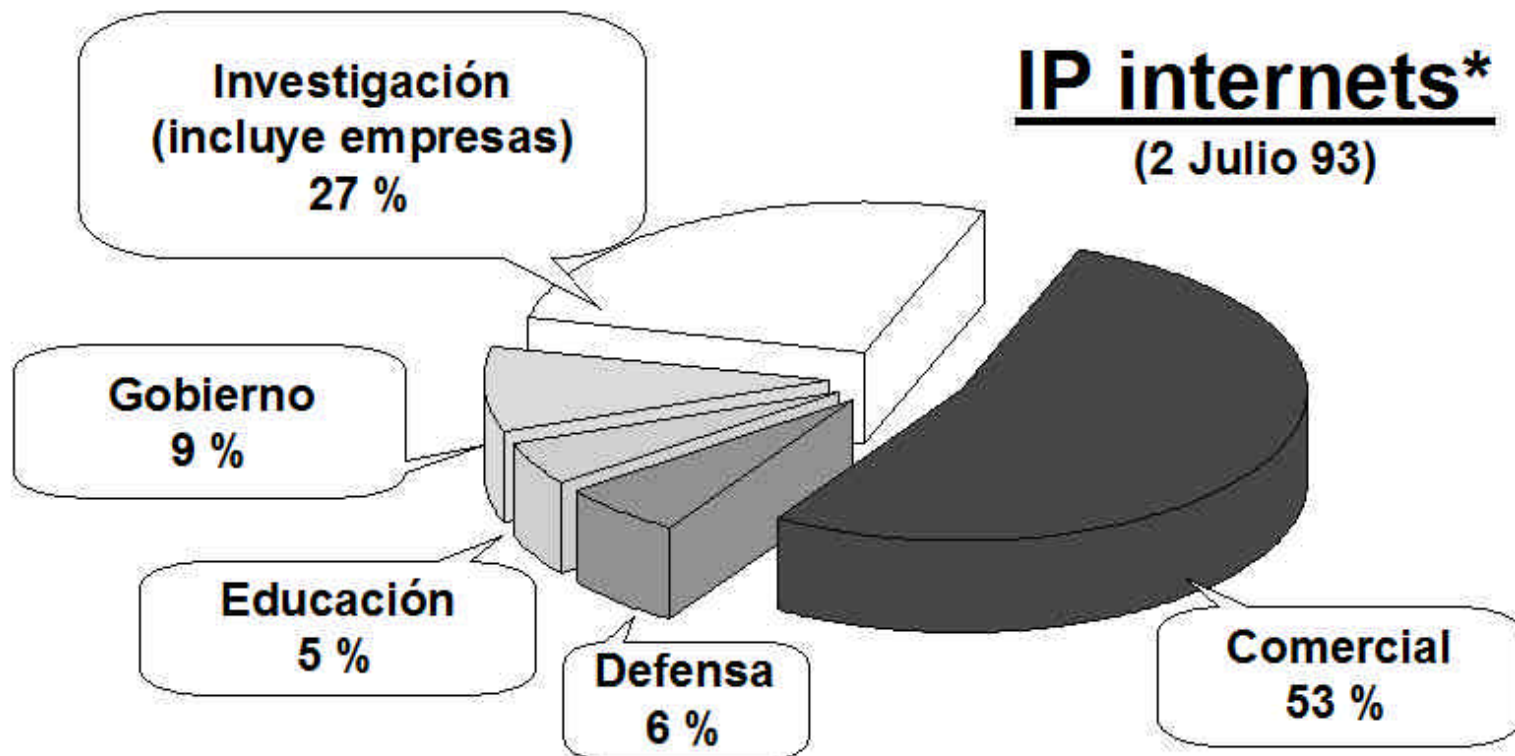 IP internets*
(2 Julio 93)
Investigación
(incluye empresas)
27 %
Gobierno
9 %
Educación
5 %
Defensa
6 %
Comercial
53 %